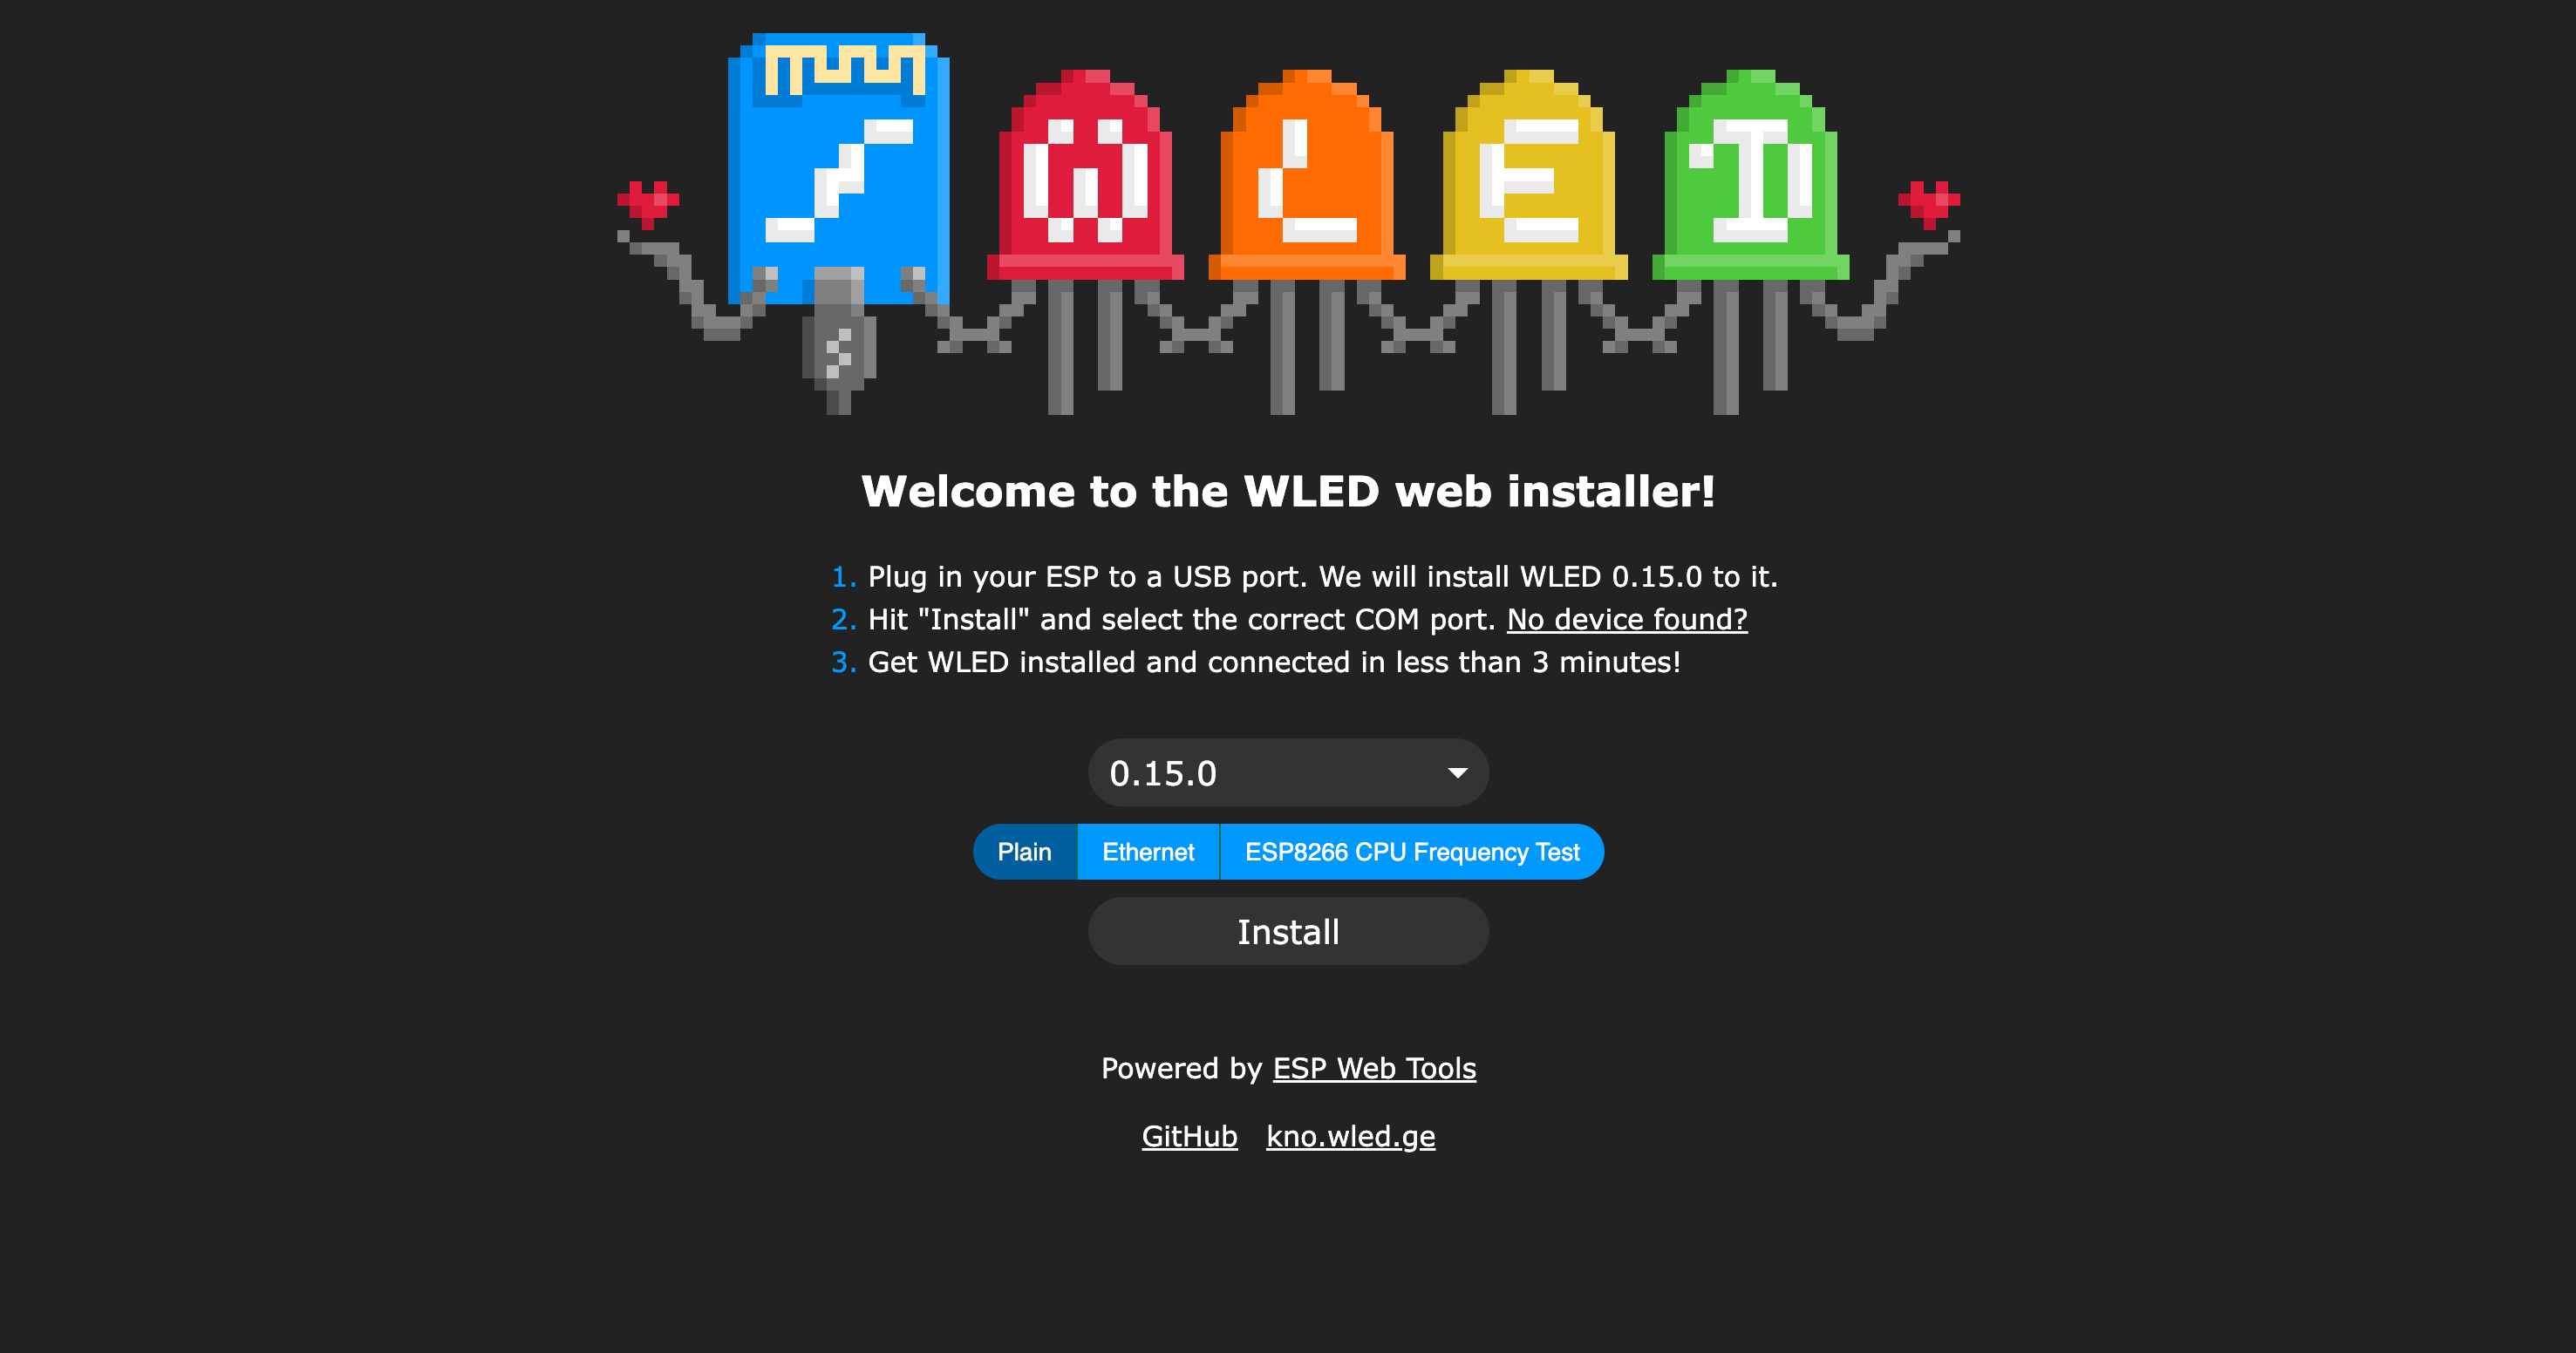 WLED
Welcome to the WLED web installer!
1. Plug in your ESP to a USB port. We will install WLED 0.15.0 to it.
2. Hit "Install" and select the correct COM port. No device found?
3. Get WLED installed and connected in less than 3 minutes!
0.15.0
Plain Ethernet ESP8266 CPU Frequency Test
Install
Powered by ESP Web Tools
GitHub kno.wled.ge